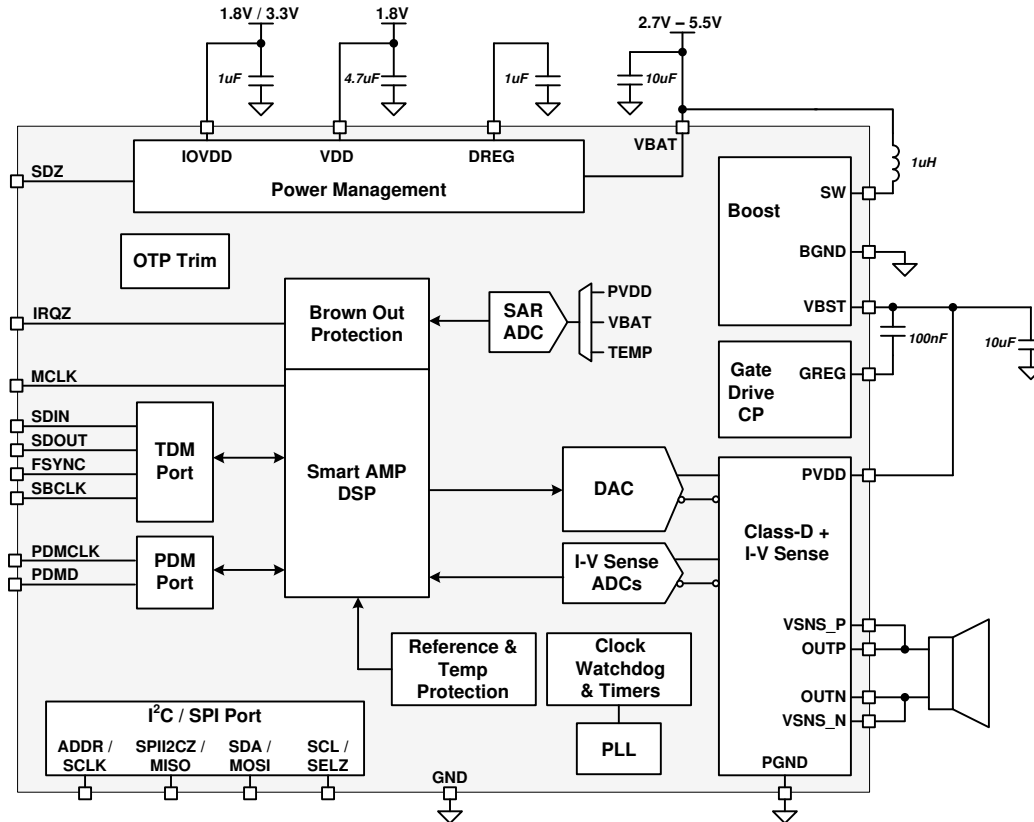 1.8V / 3.3V
1.8V
2.7V – 5.5V
1uF
4.7uF
1uF
10uF
IOVDD
VDD
DREG
VBAT
Power Management
SDZ
1uH
SW
Boost
BGND
VBST
OTP Trim
IRQZ
Brown Out
Protection
SAR
ADC
PVDD
VBAT
TEMP
100nF
10uF
GREG
Gate
Drive
CP
MCLK
SDIN
SDOUT
FSYNC
SBCLK
TDM
Port
Smart AMP
DSP
DAC
PVDD
Class-D +
I-V Sense
PDMCLK
PDMD
PDM
Port
I-V Sense
ADCs
VSNS_P
OUTP
OUTN
VSNS_N
PGND
Reference &
Temp
Protection
Clock
Watchdog
& Timers
PLL
I²C / SPI Port
ADDR /
SCLK
SPII2CZ /
MISO
SDA /
MOSI
SCL /
SELZ
GND